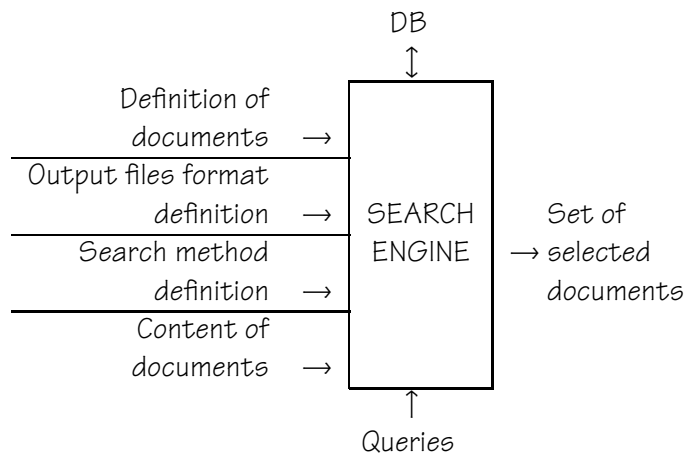 DB
↕
Definition of
documents →
Output files format
definition →
Search method
definition →
Content of
documents →
SEARCH
ENGINE
Set of
→ selected
documents
↑
Queries